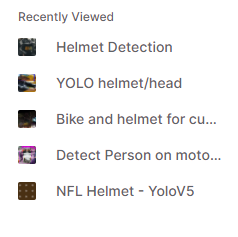 Recently Viewed
Helmet Detection
YOLO helmet/head
Bike and helmet for cu...
Detect Person on moto...
NFL Helmet - YoloV5